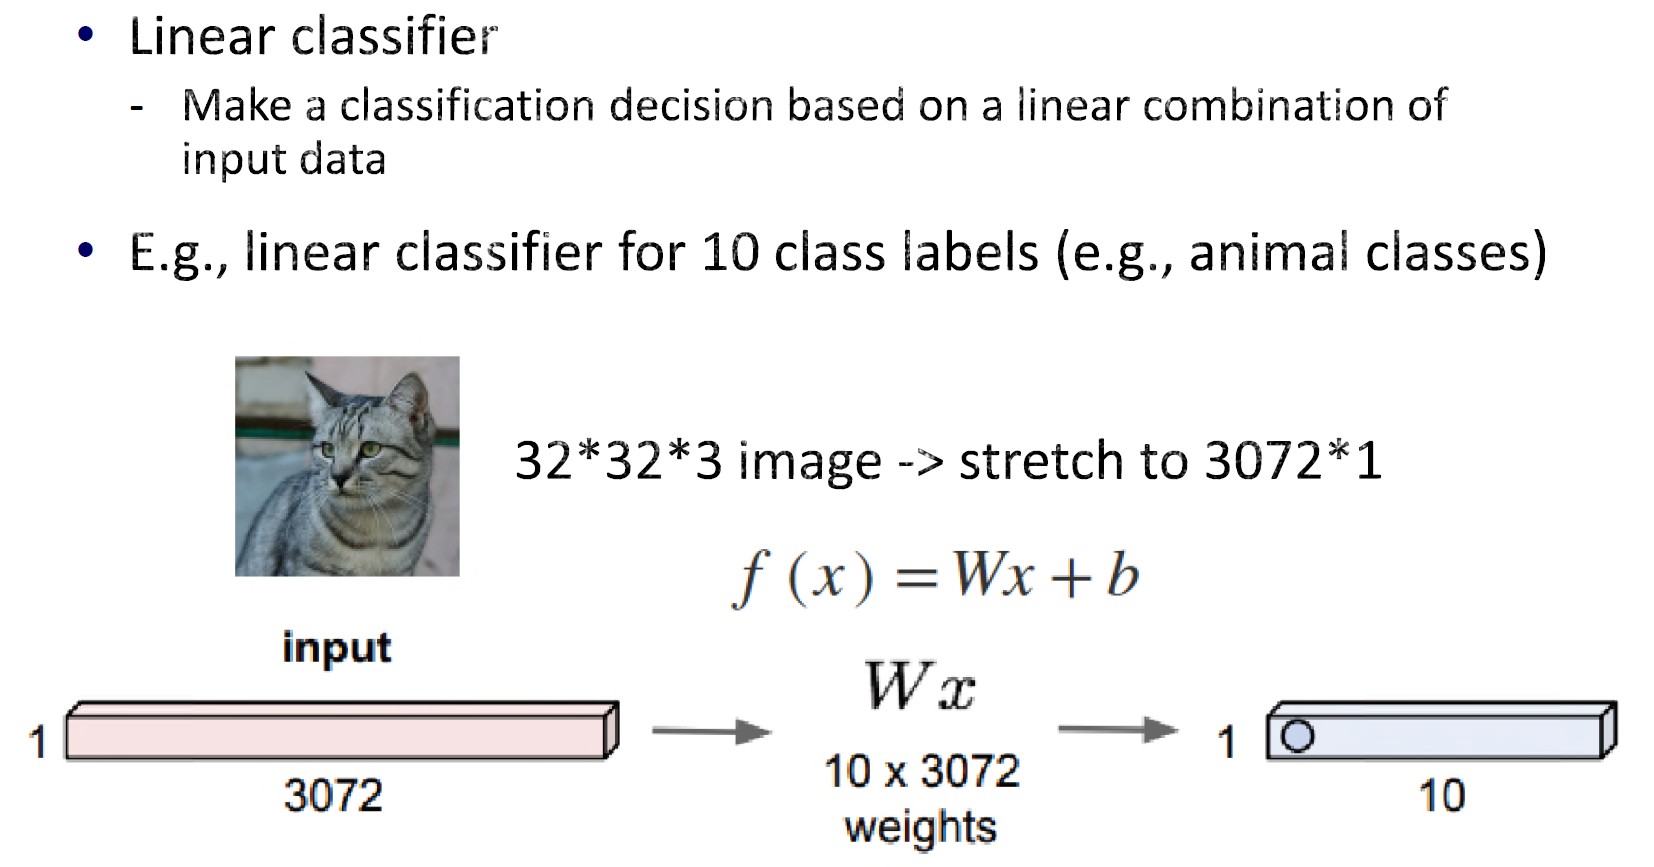 • Linear classifier
- Make a classification decision based on a linear combination of
input data
• E.g., linear classifier for 10 class labels (e.g., animal classes)
32*32*3 image -> stretch to 3072*1
f (x) = Wx + b
input
Wx
1
1
3072
10 x 3072
10
weights